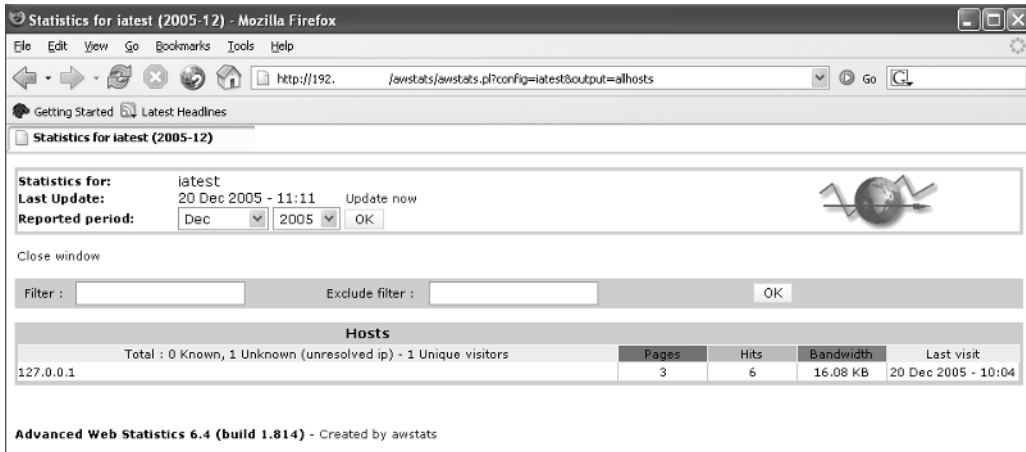 Statistics for iatest (2005-12) - Mozilla Firefox
File Edit View Go Bookmarks Tools Help
http://192. /awstats/awstats.pl?config=iatest&output=allhosts Go G
Getting Started Latest Headlines
Statistics for iatest (2005-12)
Statistics for: iatest
Last Update: 20 Dec 2005 - 11:11 Update now
Reported period: Dec 2005 OK
Close window
Filter : Exclude filter : OK
Hosts
Total : 0 Known, 1 Unknown (unresolved ip) - 1 Unique visitors Pages Hits Bandwidth Last visit
127.0.0.1 3 6 16.08 KB 20 Dec 2005 - 10:04
Advanced Web Statistics 6.4 (build 1.814) - Created by awstats